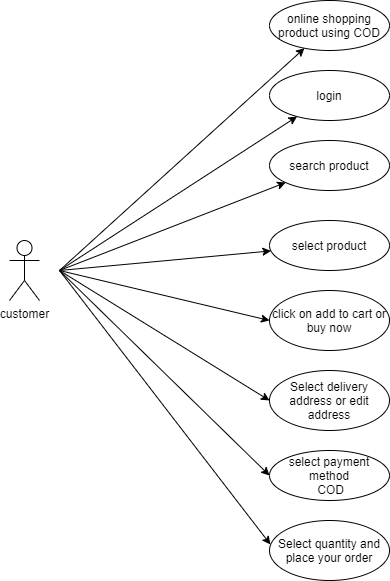 online shopping
product using COD
login
search product
select product
customer
click on add to cart or
buy now
Select delivery
address or edit
address
select payment
method
COD
Select quantity and
place your order